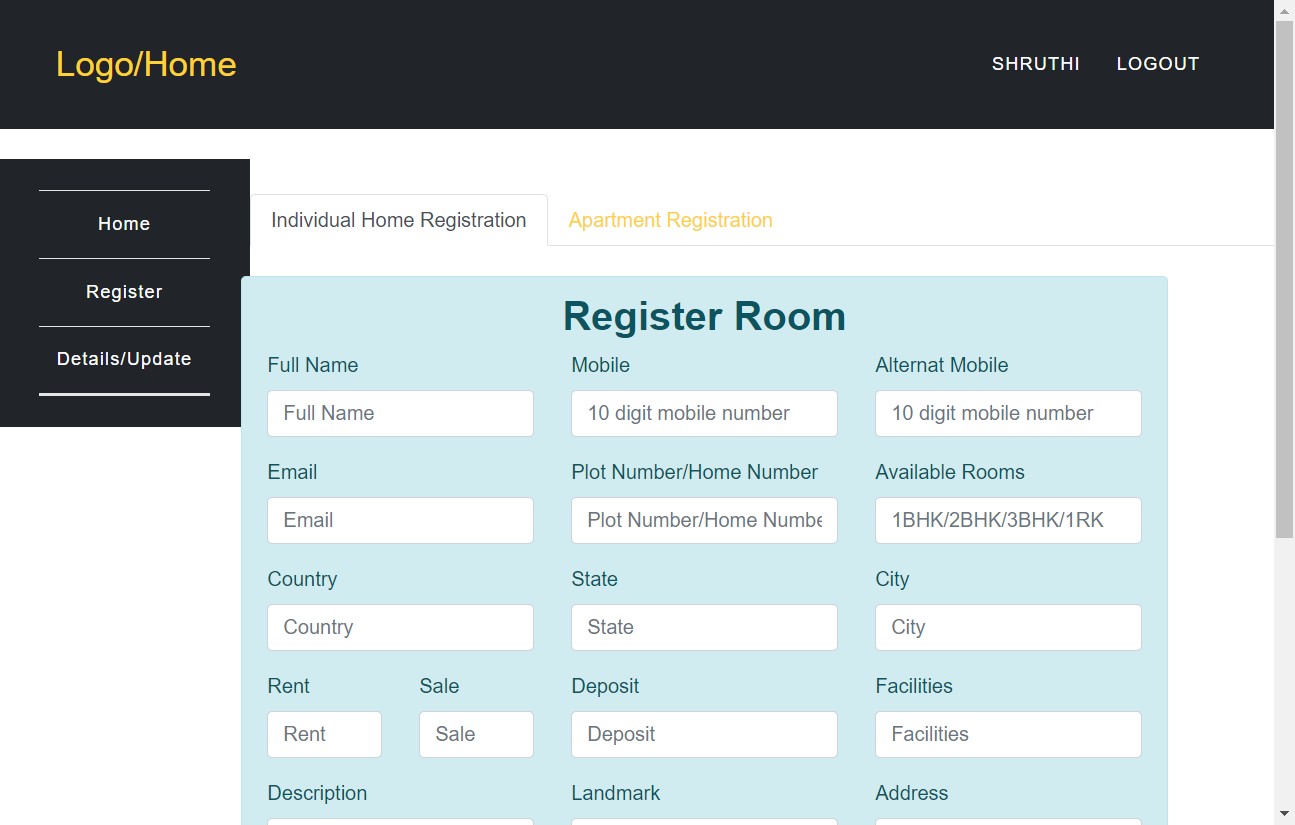 Logo/Home
SHRUTHI LOGOUT
Home
Register
Details/Update
Individual Home Registration Apartment Registration
Register Room
Full Name Mobile Alternat Mobile
Full Name 10 digit mobile number 10 digit mobile number
Email Plot Number/Home Number Available Rooms
Email Plot Number/Home Numbe 1BHK/2BHK/3BHK/1RK
Country State City
Country State City
Rent Sale Deposit Facilities
Rent Sale Deposit Facilities
Description Landmark Address